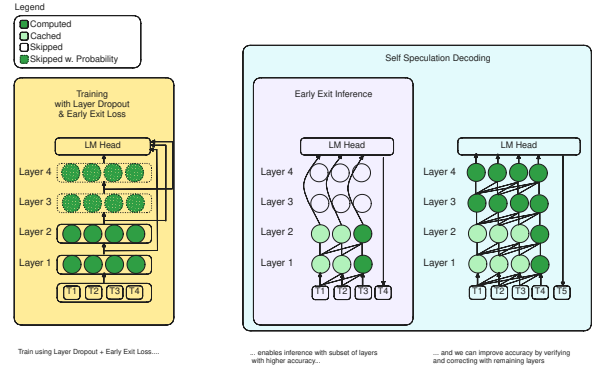 Legend
Computed
Cached
Skipped
Skipped w. Probability
Training
with Layer Dropout
& Early Exit Loss
LM Head
Layer 4
Layer 3
Layer 2
Layer 1
T1 T2 T3 T4
Self Speculation Decoding
Early Exit Inference
LM Head
Layer 4
Layer 3
Layer 2
Layer 1
T1 T2 T3 T4
LM Head
Layer 4
Layer 3
Layer 2
Layer 1
T1 T2 T3 T4 T5
Train using Layer Dropout + Early Exit Loss....
... enables inference with subset of layers
with higher accuracy...
... and we can improve accuracy by verifying
and correcting with remaining layers